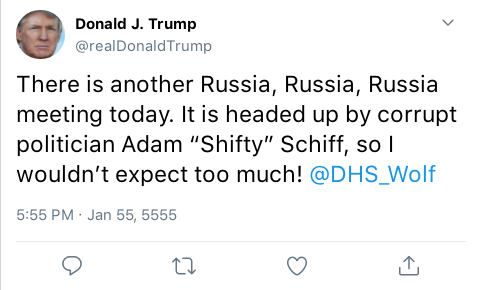 Donald J. Trump
@realDonaldTrump
There is another Russia, Russia, Russia
meeting today. It is headed up by corrupt
politician Adam “Shifty” Schiff, so I
wouldn’t expect too much! @DHS_Wolf
5:55 PM · Jan 55, 5555